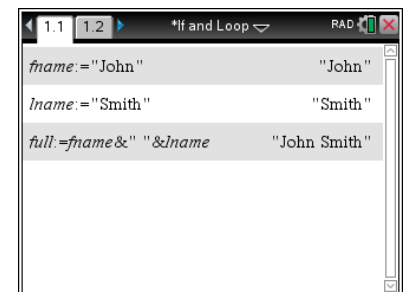 1.1 1.2 *If and Loop RAD
fname:="John" "John"
lname:="Smith" "Smith"
full:=fname&" "&lname "John Smith"